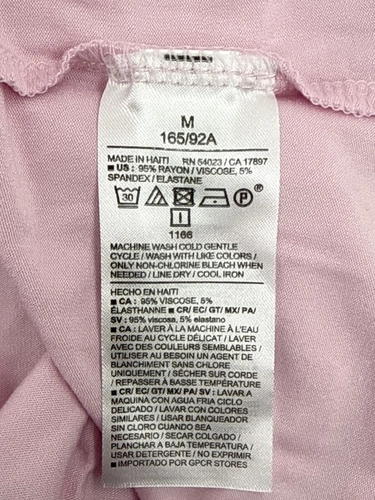 M
165/92A
MADE IN HAITI RN 54023 / CA 17897
■ US : 95% RAYON / VISCOSE, 5%
SPANDEX / ELASTANE
30 P ®
1166
MACHINE WASH COLD GENTLE
CYCLE / WASH WITH LIKE COLORS /
ONLY NON-CHLORINE BLEACH WHEN
NEEDED / LINE DRY / COOL IRON
HECHO EN HAITI
■ CA : 95% VISCOSE, 5%
ÉLASTHANNE ■ CR/ EC/ GT/ MX/ PA/
SV : 95% viscosa, 5% elastano
■ CA : LAVER À LA MACHINE À L'EAU
FROIDE AU CYCLE DÉLICAT / LAVER
AVEC DES COULEURS SEMBLABLES /
UTILISER AU BESOIN UN AGENT DE
BLANCHIMENT SANS CHLORE
UNIQUEMENT / SÉCHER SUR CORDE
/ REPASSER À BASSE TEMPÉRATURE
■ CR/ EC/ GT/ MX/ PA/ SV : LAVAR A
MAQUINA CON AGUA FRIA CICLO
DELICADO / LAVAR CON COLORES
SIMILARES / USAR BLANQUEADOR
SIN CLORO CUANDO SEA
NECESARIO / SECAR COLGADO /
PLANCHAR A BAJA TEMPERATURA /
USAR DETERGENTE / NO EXPRIMIR
■ IMPORTADO POR GPCR STORES